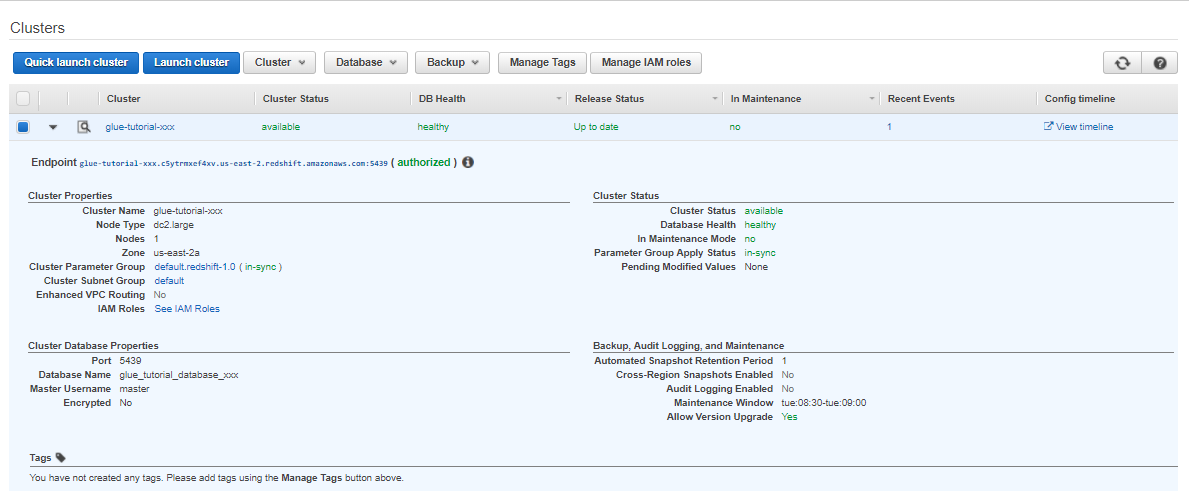 Clusters
Quick launch cluster Launch cluster Cluster Database Backup Manage Tags Manage IAM roles
Cluster Cluster Status DB Health Release Status In Maintenance Recent Events Config timeline
glue-tutorial-xxx available healthy Up to date no 1 View timeline
Endpoint glue-tutorial-xxx.c5ytrmxef4xv.us-east-2.redshift.amazonaws.com:5439 ( authorized )
Cluster Properties
Cluster Name glue-tutorial-xxx
Node Type dc2.large
Nodes 1
Zone us-east-2a
Cluster Parameter Group default.redshift-1.0 ( in-sync )
Cluster Subnet Group default
Enhanced VPC Routing No
IAM Roles See IAM Roles
Cluster Status
Cluster Status available
Database Health healthy
In Maintenance Mode no
Parameter Group Apply Status in-sync
Pending Modified Values None
Cluster Database Properties
Port 5439
Database Name glue_tutorial_database_xxx
Master Username master
Encrypted No
Backup, Audit Logging, and Maintenance
Automated Snapshot Retention Period 1
Cross-Region Snapshots Enabled No
Audit Logging Enabled No
Maintenance Window tue:08:30-tue:09:00
Allow Version Upgrade Yes
Tags
You have not created any tags. Please add tags using the Manage Tags button above.